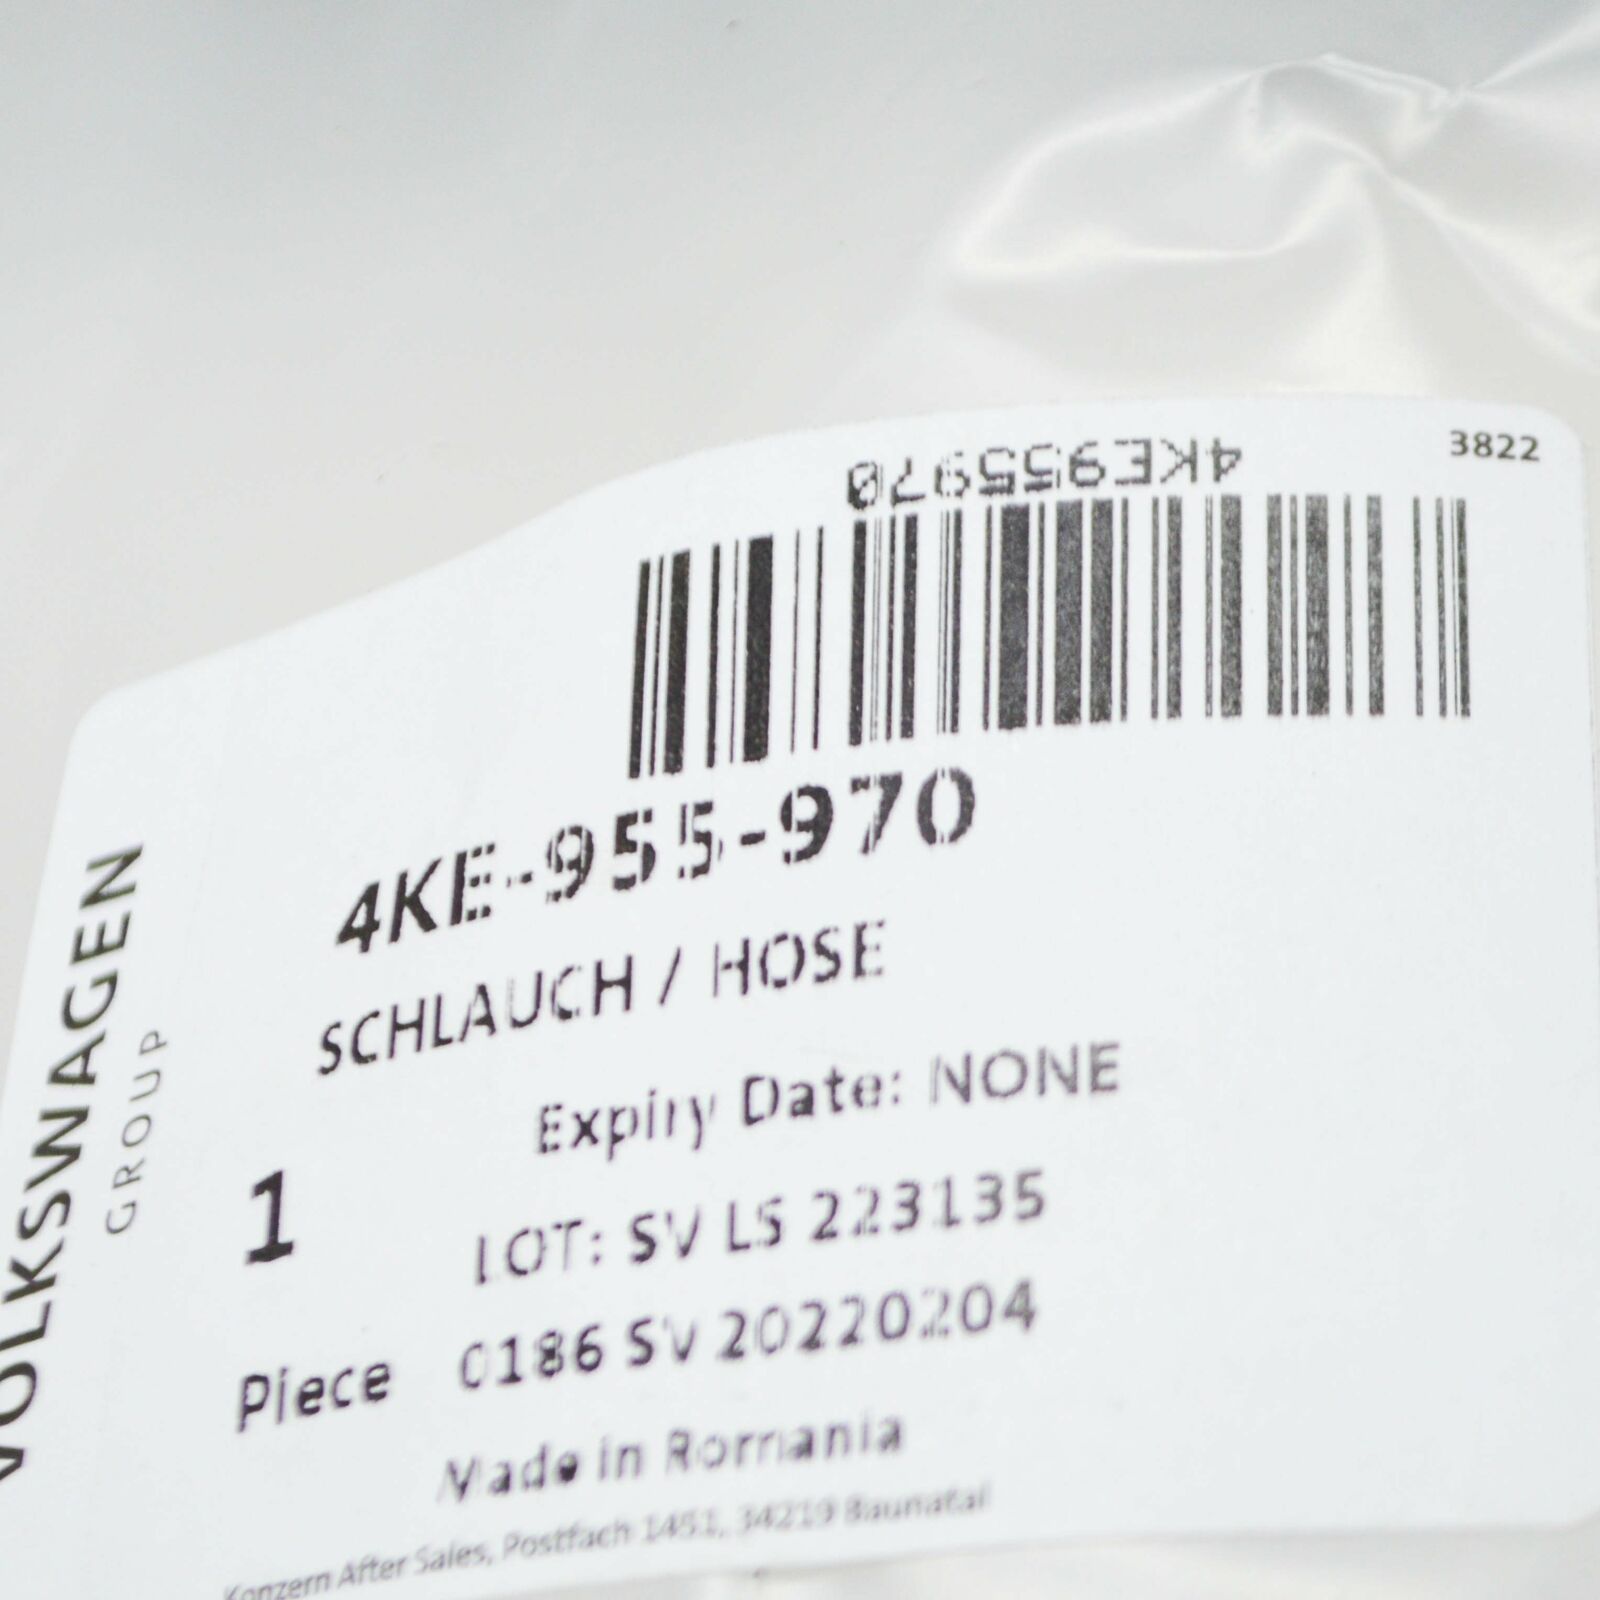 3822
4KE955970
4KE-955-970
SCHLAUCH / HOSE
Expiry Date: NONE
1
LOT: SV LS 223135
Piece
0186 SV 20220204
Made in Romania
Konzern After Sales, Postfach 1451, 34219 Baunatal
VOLKSWAGEN
GROUP